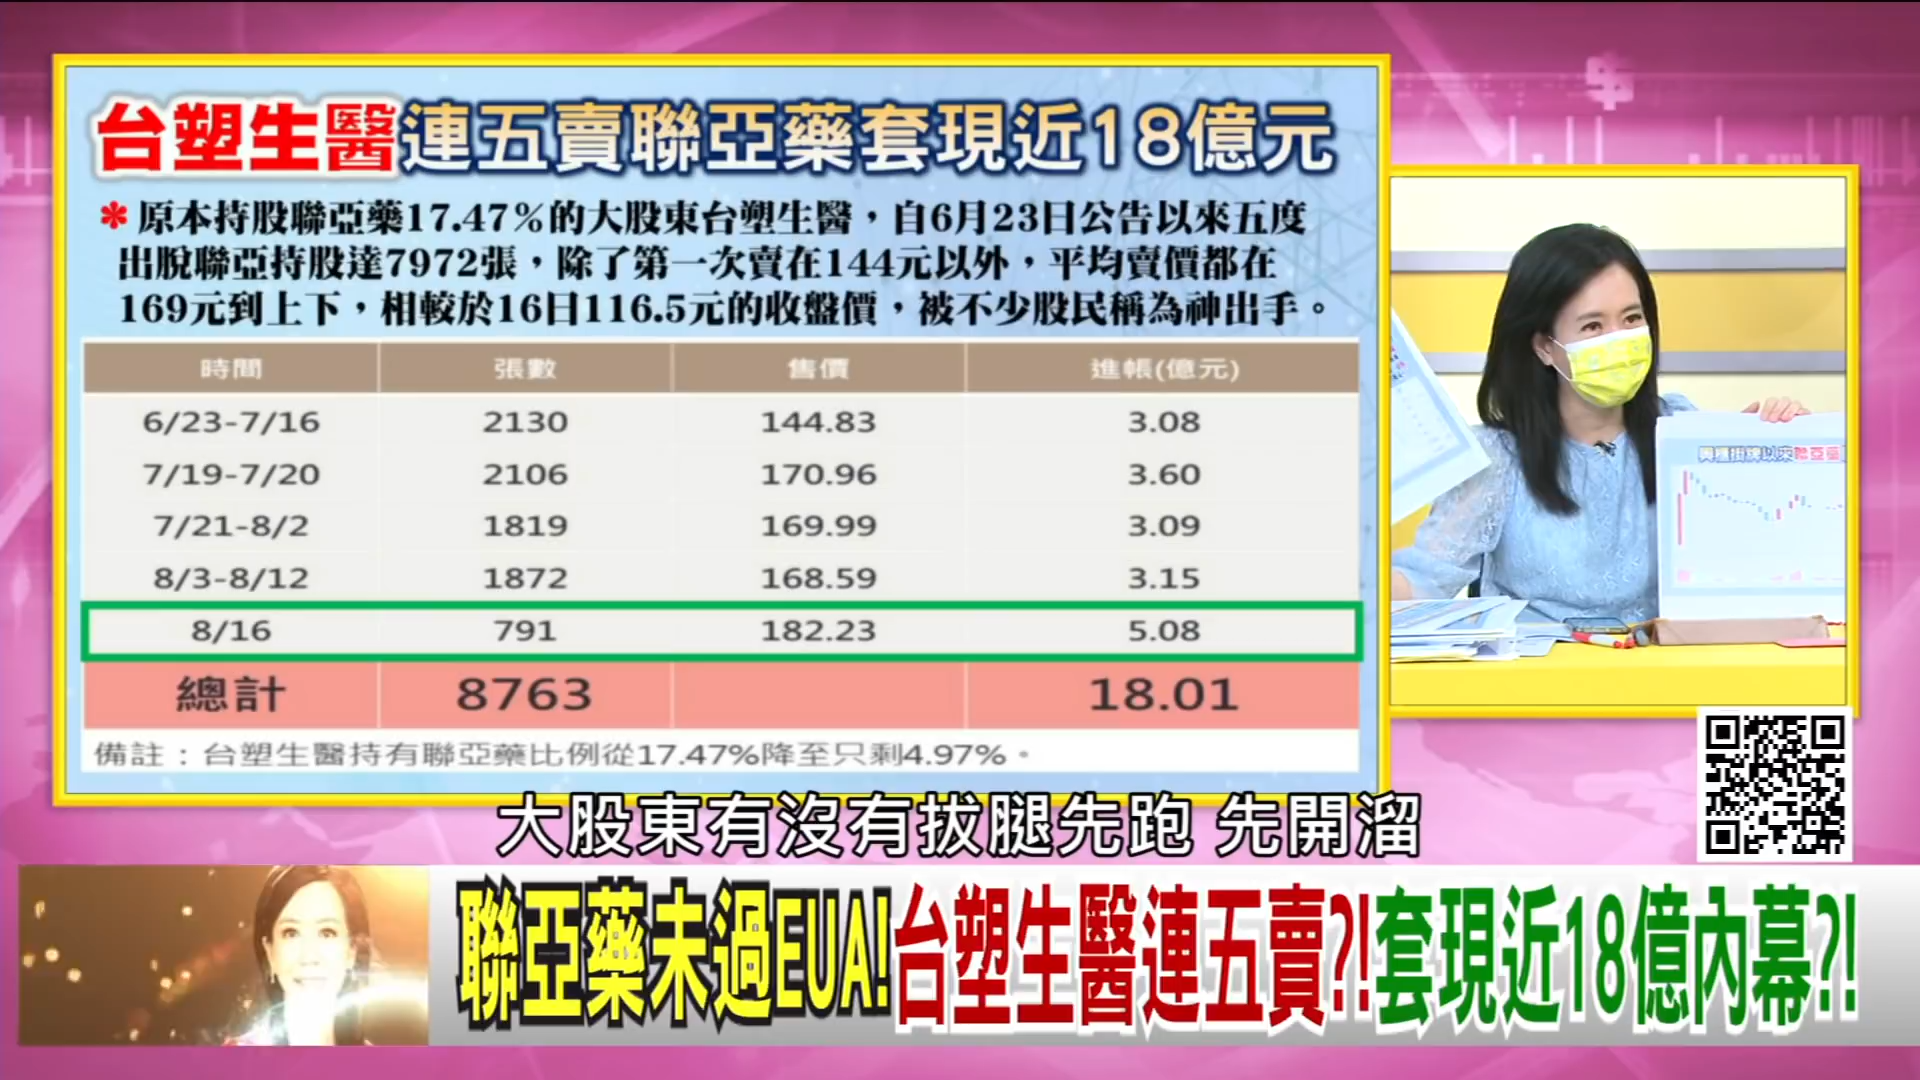 台塑生醫連五賣聯亞藥套現近18億元
* 原本持股聯亞藥17.47%的大股東台塑生醫，自6月23日公告以來五度
出脫聯亞持股達7972張，除了第一次賣在144元以外，平均賣價都在
169元到上下，相較於16日116.5元的收盤價，被不少股民稱為神出手。
時間 張數 售價 進帳(億元)
6/23-7/16 2130 144.83 3.08
7/19-7/20 2106 170.96 3.60
7/21-8/2 1819 169.99 3.09
8/3-8/12 1872 168.59 3.15
8/16 791 182.23 5.08
總計 8763 18.01
備註：台塑生醫持有聯亞藥比例從17.47%降至只剩4.97%。
興櫃掛牌以來聯亞藥
大股東有沒有拔腿先跑 先開溜
聯亞藥未過EUA!台塑生醫連五賣?!套現近18億內幕?!